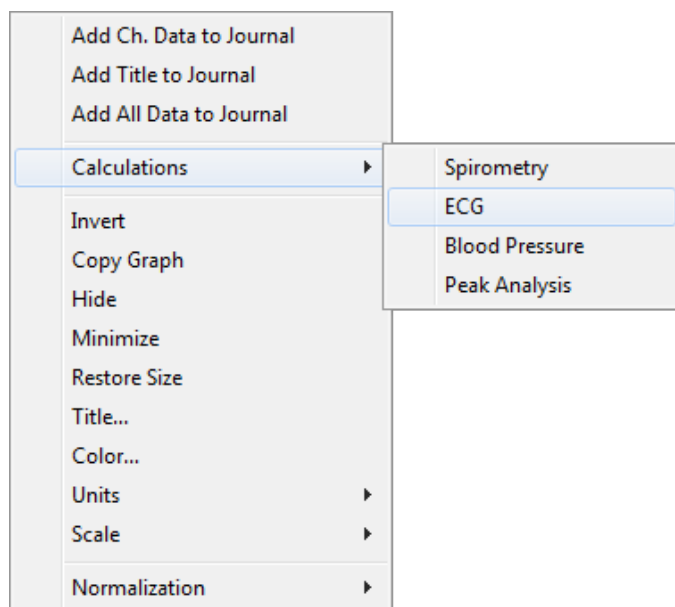 Add Ch. Data to Journal
Add Title to Journal
Add All Data to Journal
Calculations
Spirometry
ECG
Blood Pressure
Peak Analysis
Invert
Copy Graph
Hide
Minimize
Restore Size
Title...
Color...
Units
Scale
Normalization